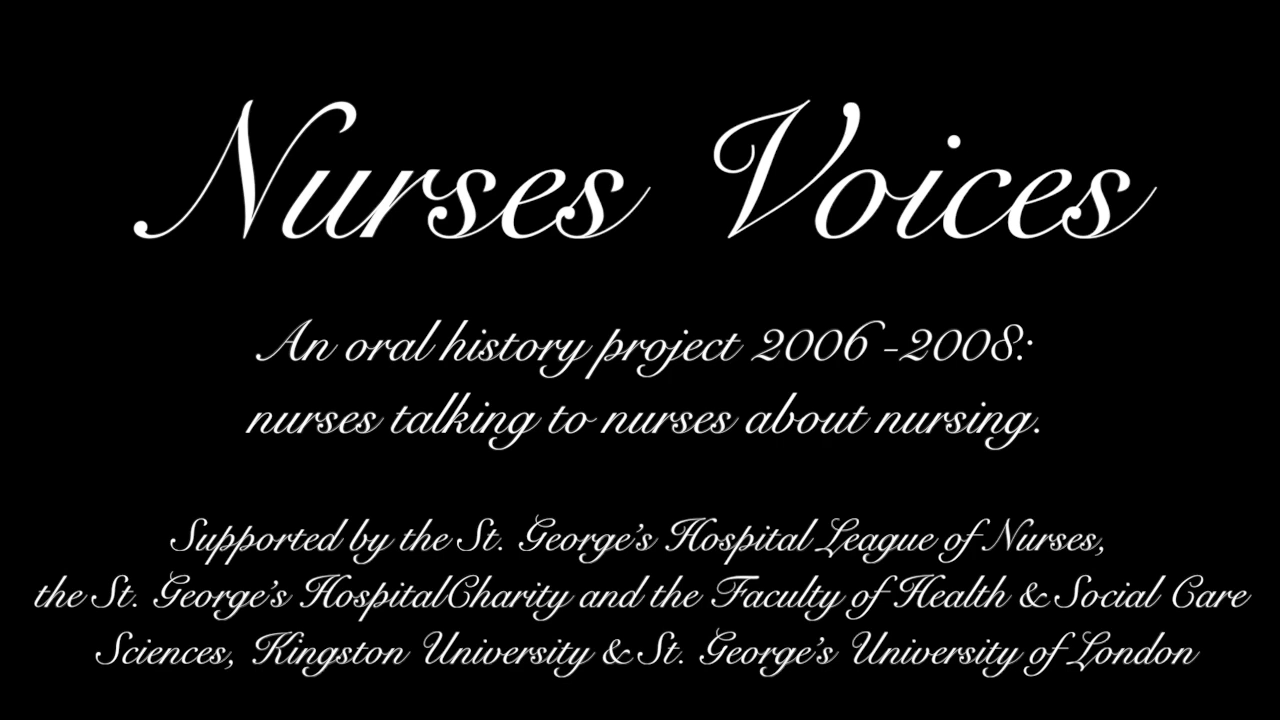 Nurses Voices
An oral history project 2006-2008:
nurses talking to nurses about nursing.
Supported by the St. George's Hospital League of Nurses,
the St. George's HospitalCharity and the Faculty of Health & Social Care
Sciences, Kingston University & St. George's University of London